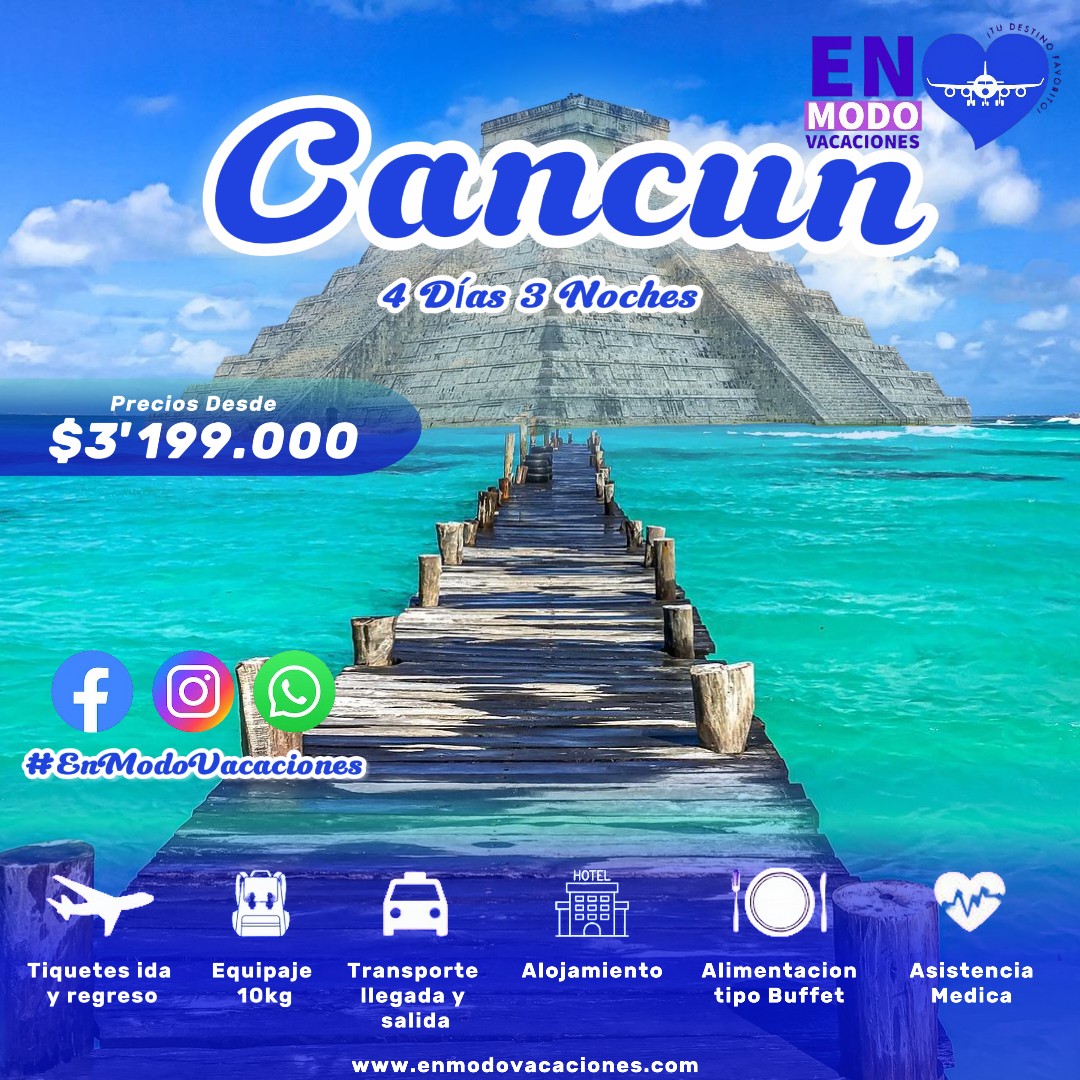 EN
MODO
VACACIONES
¡TU DESTINO FAVORITO!
Cancun
4 Días 3 Noches
Precios Desde
$3'199.000
#EnModoVacaciones
HOTEL
Tiquetes ida
y regreso
Equipaje
10kg
Transporte
llegada y
salida
Alojamiento
Alimentacion
tipo Buffet
Asistencia
Medica
www.enmodovacaciones.com